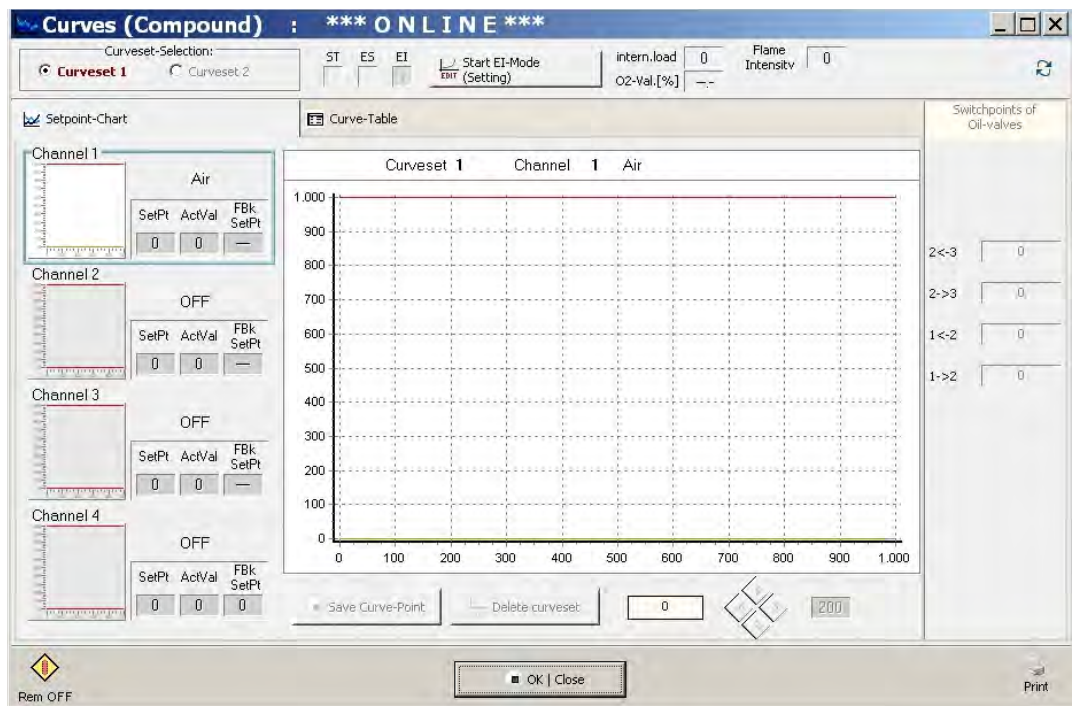 Curves (Compound) : *** O N L I N E ***
Curveset-Selection:
Curveset 1 Curveset 2
ST ES EI
EDIT
Start EI-Mode
(Setting)
intern.load 0
O2-Val.[%] --.-
Flame
Intensity 0
Setpoint-Chart
Curve-Table
Switchpoints of
Oil-valves
Channel 1
Air
SetPt ActVal FBk
SetPt
0 0 ---
Channel 2
OFF
SetPt ActVal FBk
SetPt
0 0 ---
Channel 3
OFF
SetPt ActVal FBk
SetPt
0 0 ---
Channel 4
OFF
SetPt ActVal FBk
SetPt
0 0 0
Curveset 1 Channel 1 Air
1.000
900
800
700
600
500
400
300
200
100
0
0 100 200 300 400 500 600 700 800 900 1.000
Save Curve-Point
Delete curveset
0
200
2<-3 0
2->3 0
1<-2 0
1->2 0
Rem OFF
OK | Close
Print